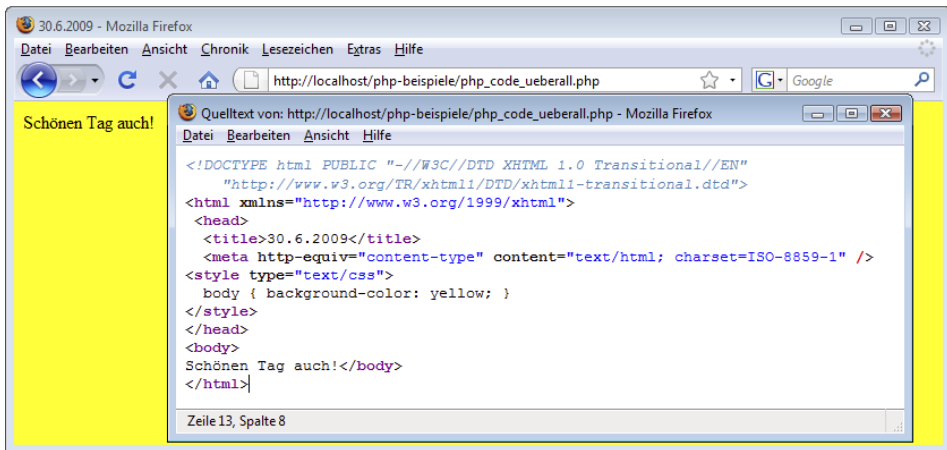 30.6.2009 - Mozilla Firefox
Datei Bearbeiten Ansicht Chronik Lesezeichen Extras Hilfe
http://localhost/php-beispiele/php_code_ueberall.php
G Google
Schönen Tag auch!
Quelltext von: http://localhost/php-beispiele/php_code_ueberall.php - Mozilla Firefox
Datei Bearbeiten Ansicht Hilfe
<!DOCTYPE html PUBLIC "-//W3C//DTD XHTML 1.0 Transitional//EN"
"http://www.w3.org/TR/xhtml1/DTD/xhtml1-transitional.dtd">
<html xmlns="http://www.w3.org/1999/xhtml">
<head>
<title>30.6.2009</title>
<meta http-equiv="content-type" content="text/html; charset=ISO-8859-1" />
<style type="text/css">
body { background-color: yellow; }
</style>
</head>
<body>
Schönen Tag auch!</body>
</html>
Zeile 13, Spalte 8